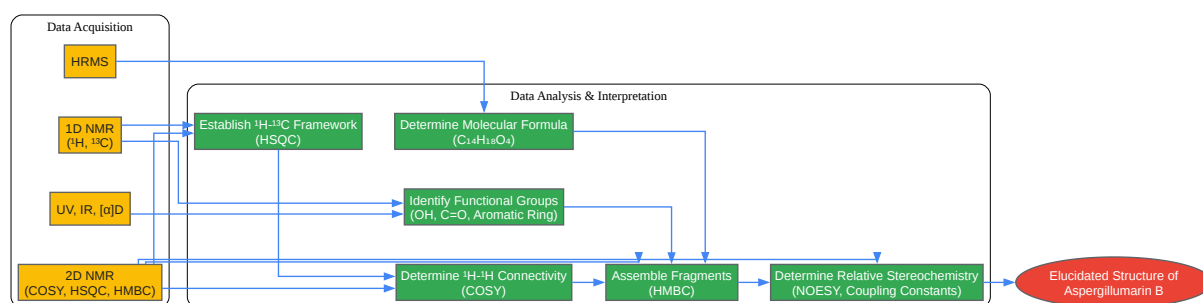 Data Acquisition
HRMS
Data Analysis & Interpretation
1D NMR
(¹H, ¹³C)
Establish ¹H-¹³C Framework
(HSQC)
Determine Molecular Formula
(C₁₄H₁₈O₄)
UV, IR, [α]D
Identify Functional Groups
(OH, C=O, Aromatic Ring)
2D NMR
(COSY, HSQC, HMBC)
Determine ¹H-¹H Connectivity
(COSY)
Assemble Fragments
(HMBC)
Determine Relative Stereochemistry
(NOESY, Coupling Constants)
Elucidated Structure of
Aspergillumarin B